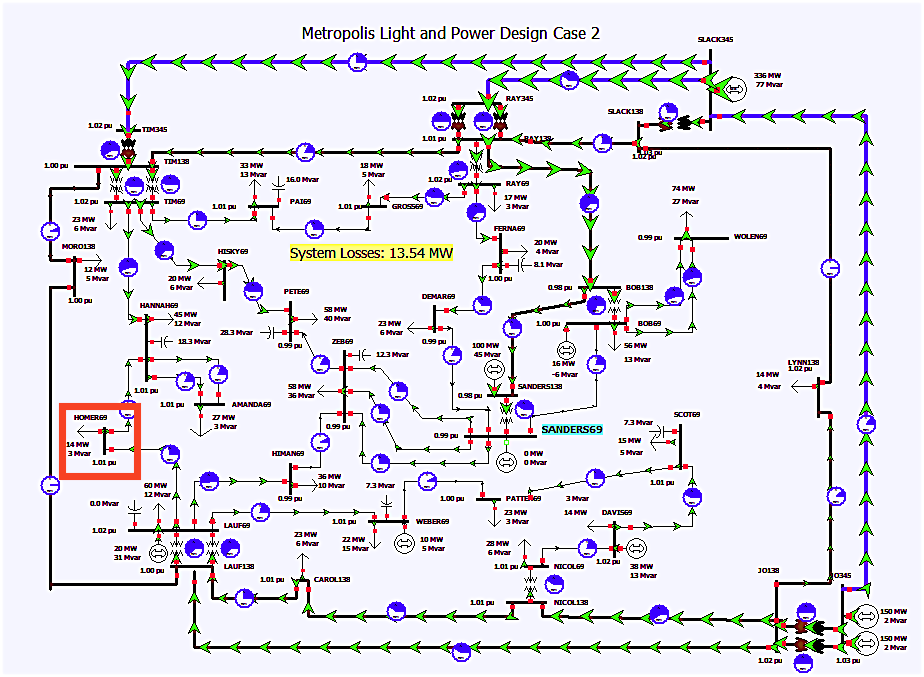 Metropolis Light and Power Design Case 2
SLACK345
336 MW
77 Mvar
1.02 pu
RAY345
SLACK138
1.02 pu
TIM345
1.01 pu
RAY138
1.03 pu
1.02 pu
1.00 pu
TIM138
33 MW
13 Mvar
18 MW
5 Mvar
16.0 Mvar
1.02 pu
RAY69
74 MW
27 Mvar
1.02 pu
TIM69
1.01 pu
PAI69
1.01 pu
GROSS69
17 MW
3 Mvar
23 MW
6 Mvar
FERNA69
0.99 pu
WOLEN69
MORO138
12 MW
5 Mvar
1.00 pu
HISKY69
20 MW
6 Mvar
System Losses: 13.54 MW
20 MW
4 Mvar
8.1 Mvar
1.00 pu
PETE69
58 MW
40 Mvar
28.3 Mvar
0.99 pu
DEMAR69
23 MW
6 Mvar
0.99 pu
0.98 pu
BOB138
HANNAH69
45 MW
12 Mvar
18.3 Mvar
1.01 pu
1.00 pu
BOB69
56 MW
13 Mvar
16 MW
-6 Mvar
ZEB69
12.3 Mvar
58 MW
36 Mvar
0.99 pu
100 MW
45 Mvar
SANDERS138
0.98 pu
LYNN138
1.02 pu
14 MW
4 Mvar
1.01 pu
AMANDA69
27 MW
3 Mvar
HOMER69
14 MW
3 Mvar
1.01 pu
0.99 pu
SANDERS69
0 MW
0 Mvar
SCOT69
7.3 Mvar
15 MW
5 Mvar
1.01 pu
HIMAN69
36 MW
10 Mvar
0.99 pu
60 MW
12 Mvar
0.0 Mvar
1.02 pu
LAUF69
7.3 Mvar
1.01 pu
WEBER69
22 MW
15 Mvar
10 MW
5 Mvar
1.00 pu
PATTER69
23 MW
3 Mvar
3 Mvar
14 MW
DAVIS69
1.02 pu
38 MW
13 Mvar
20 MW
31 Mvar
1.00 pu
LAUF138
23 MW
6 Mvar
1.01 pu
CAROL138
28 MW
6 Mvar
1.01 pu
NICOL69
1.01 pu
NICOL138
JO138
JO345
150 MW
2 Mvar
150 MW
2 Mvar
1.02 pu
1.03 pu